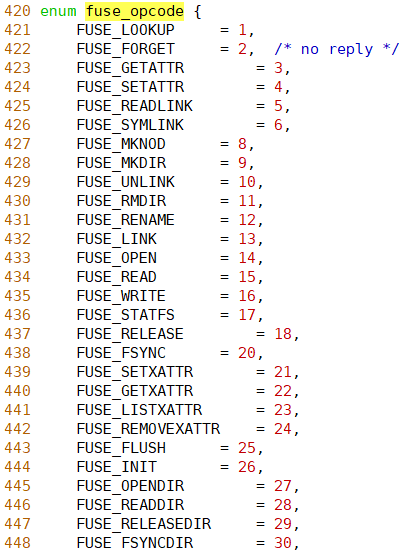 420 enum fuse_opcode {
421     FUSE_LOOKUP     = 1,
422     FUSE_FORGET     = 2,  /* no reply */
423     FUSE_GETATTR        = 3,
424     FUSE_SETATTR        = 4,
425     FUSE_READLINK       = 5,
426     FUSE_SYMLINK        = 6,
427     FUSE_MKNOD      = 8,
428     FUSE_MKDIR      = 9,
429     FUSE_UNLINK     = 10,
430     FUSE_RMDIR      = 11,
431     FUSE_RENAME     = 12,
432     FUSE_LINK       = 13,
433     FUSE_OPEN       = 14,
434     FUSE_READ       = 15,
435     FUSE_WRITE      = 16,
436     FUSE_STATFS     = 17,
437     FUSE_RELEASE        = 18,
438     FUSE_FSYNC      = 20,
439     FUSE_SETXATTR       = 21,
440     FUSE_GETXATTR       = 22,
441     FUSE_LISTXATTR      = 23,
442     FUSE_REMOVEXATTR    = 24,
443     FUSE_FLUSH      = 25,
444     FUSE_INIT       = 26,
445     FUSE_OPENDIR        = 27,
446     FUSE_READDIR        = 28,
447     FUSE_RELEASEDIR     = 29,
448     FUSE_FSYNCDIR       = 30,